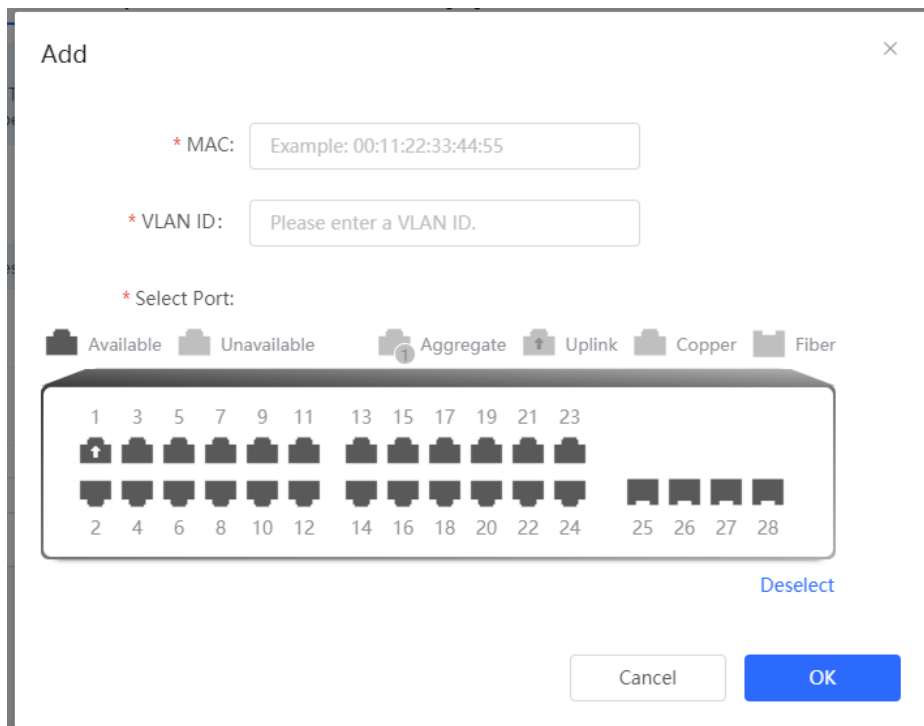 Add
* MAC:
Example: 00:11:22:33:44:55
* VLAN ID:
Please enter a VLAN ID.
* Select Port:
Available Unavailable 1 Aggregate Uplink Copper Fiber
1 3 5 7 9 11 13 15 17 19 21 23
2 4 6 8 10 12 14 16 18 20 22 24 25 26 27 28
Deselect
Cancel OK